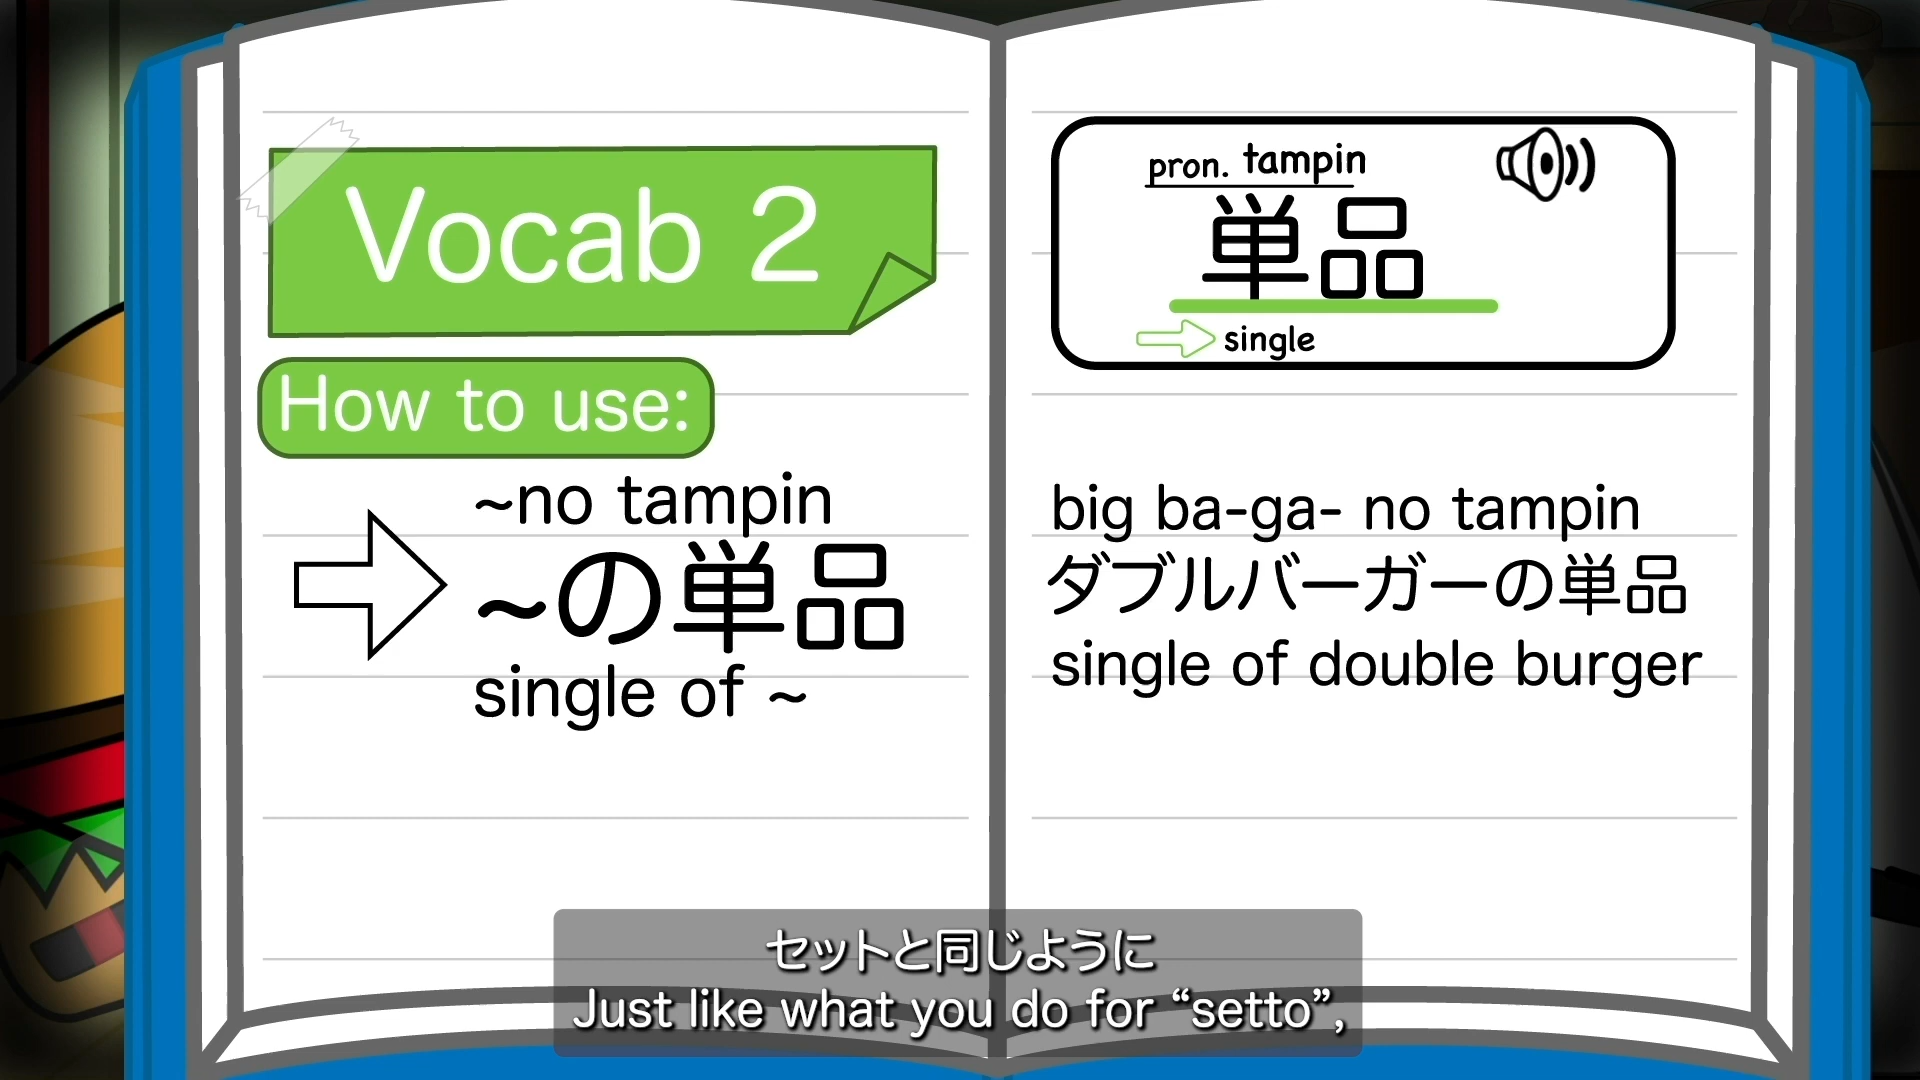 Vocab 2
How to use:
~no tampin
~の単品
single of ~
pron. tampin
単品
single
big ba-ga- no tampin
ダブルバーガーの単品
single of double burger
セットと同じように
Just like what you do for “setto”,